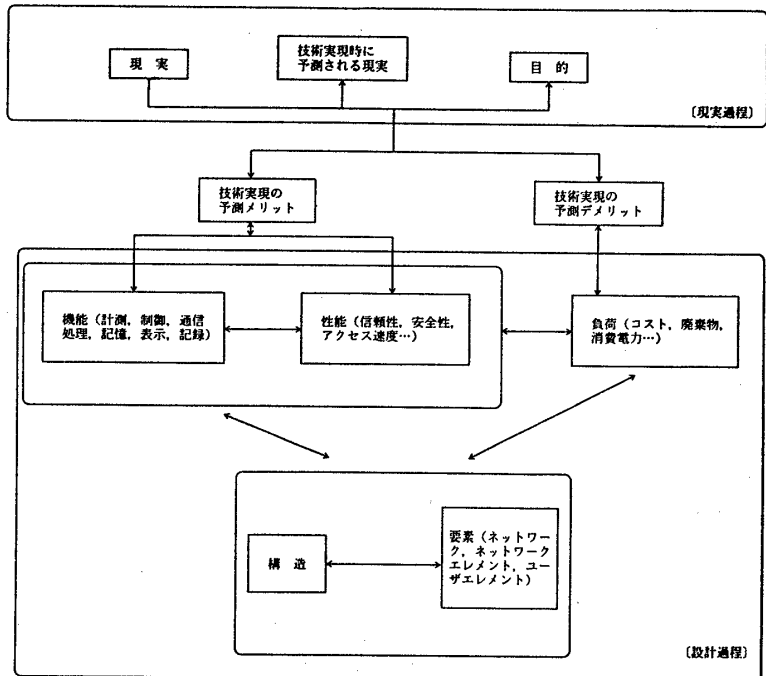 現 実
技術実現時に
予測される現実
目 的
〔現実過程〕
技術実現の
予測メリット
技術実現の
予測デメリット
機能（計測，制御，通信
処理，記憶，表示，記録）
性能（信頼性，安全性，
アクセス速度…）
負荷（コスト，廃棄物，
消費電力…）
構 造
要素（ネットワー
ク，ネットワーク
エレメント，ユー
ザエレメント）
〔設計過程〕